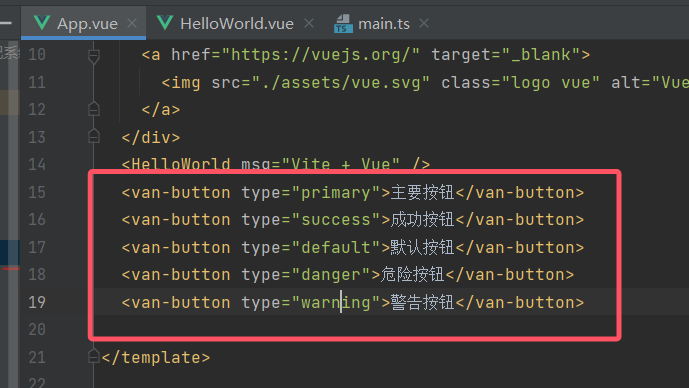 App.vue HelloWorld.vue main.ts
10 <a href="https://vuejs.org/" target="_blank">
11 <img src="./assets/vue.svg" class="logo vue" alt="Vue
12 </a>
13 </div>
14 <HelloWorld msg="Vite + Vue" />
15 <van-button type="primary">主要按钮</van-button>
16 <van-button type="success">成功按钮</van-button>
17 <van-button type="default">默认按钮</van-button>
18 <van-button type="danger">危险按钮</van-button>
19 <van-button type="warning">警告按钮</van-button>
20
21 </template>
22